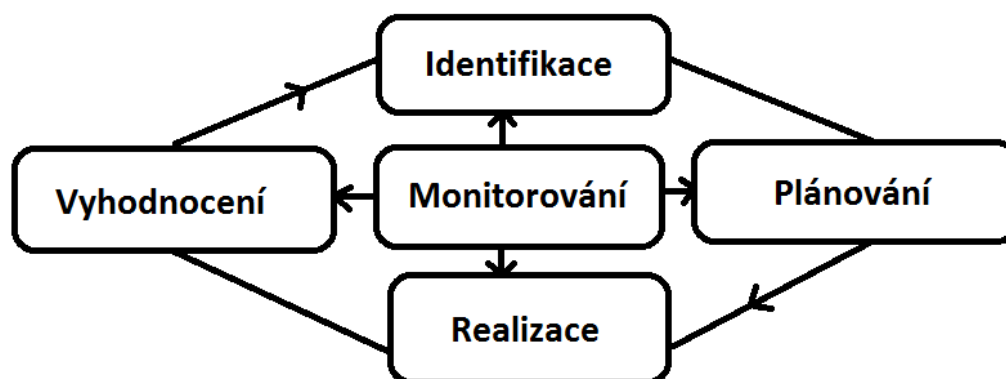 Identifikace
Vyhodnocení
Monitorování
Plánování
Realizace